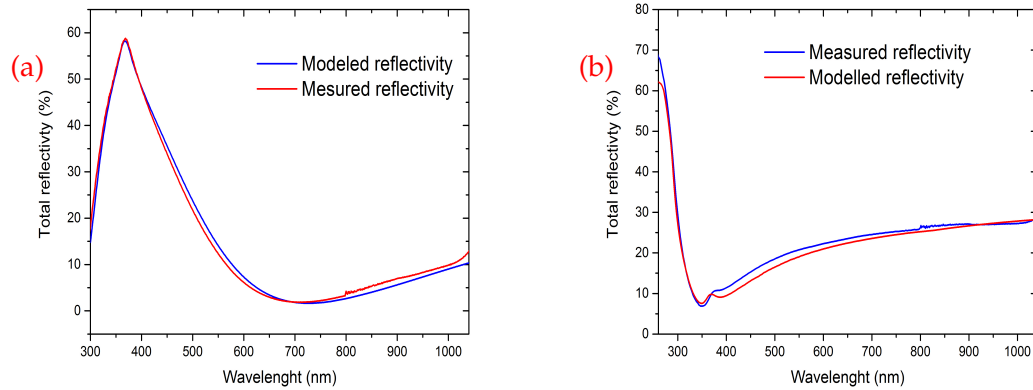 (a)
Total reflectivty (%)
60
50
40
30
20
10
0
Modeled reflectivity
Mesured reflectivity
300 400 500 600 700 800 900 1000
Wavelenght (nm)
(b)
Total reflectivity (%)
80
70
60
50
40
30
20
10
0
Measured reflectivity
Modelled reflectivity
300 400 500 600 700 800 900 1000
Wavelenght (nm)